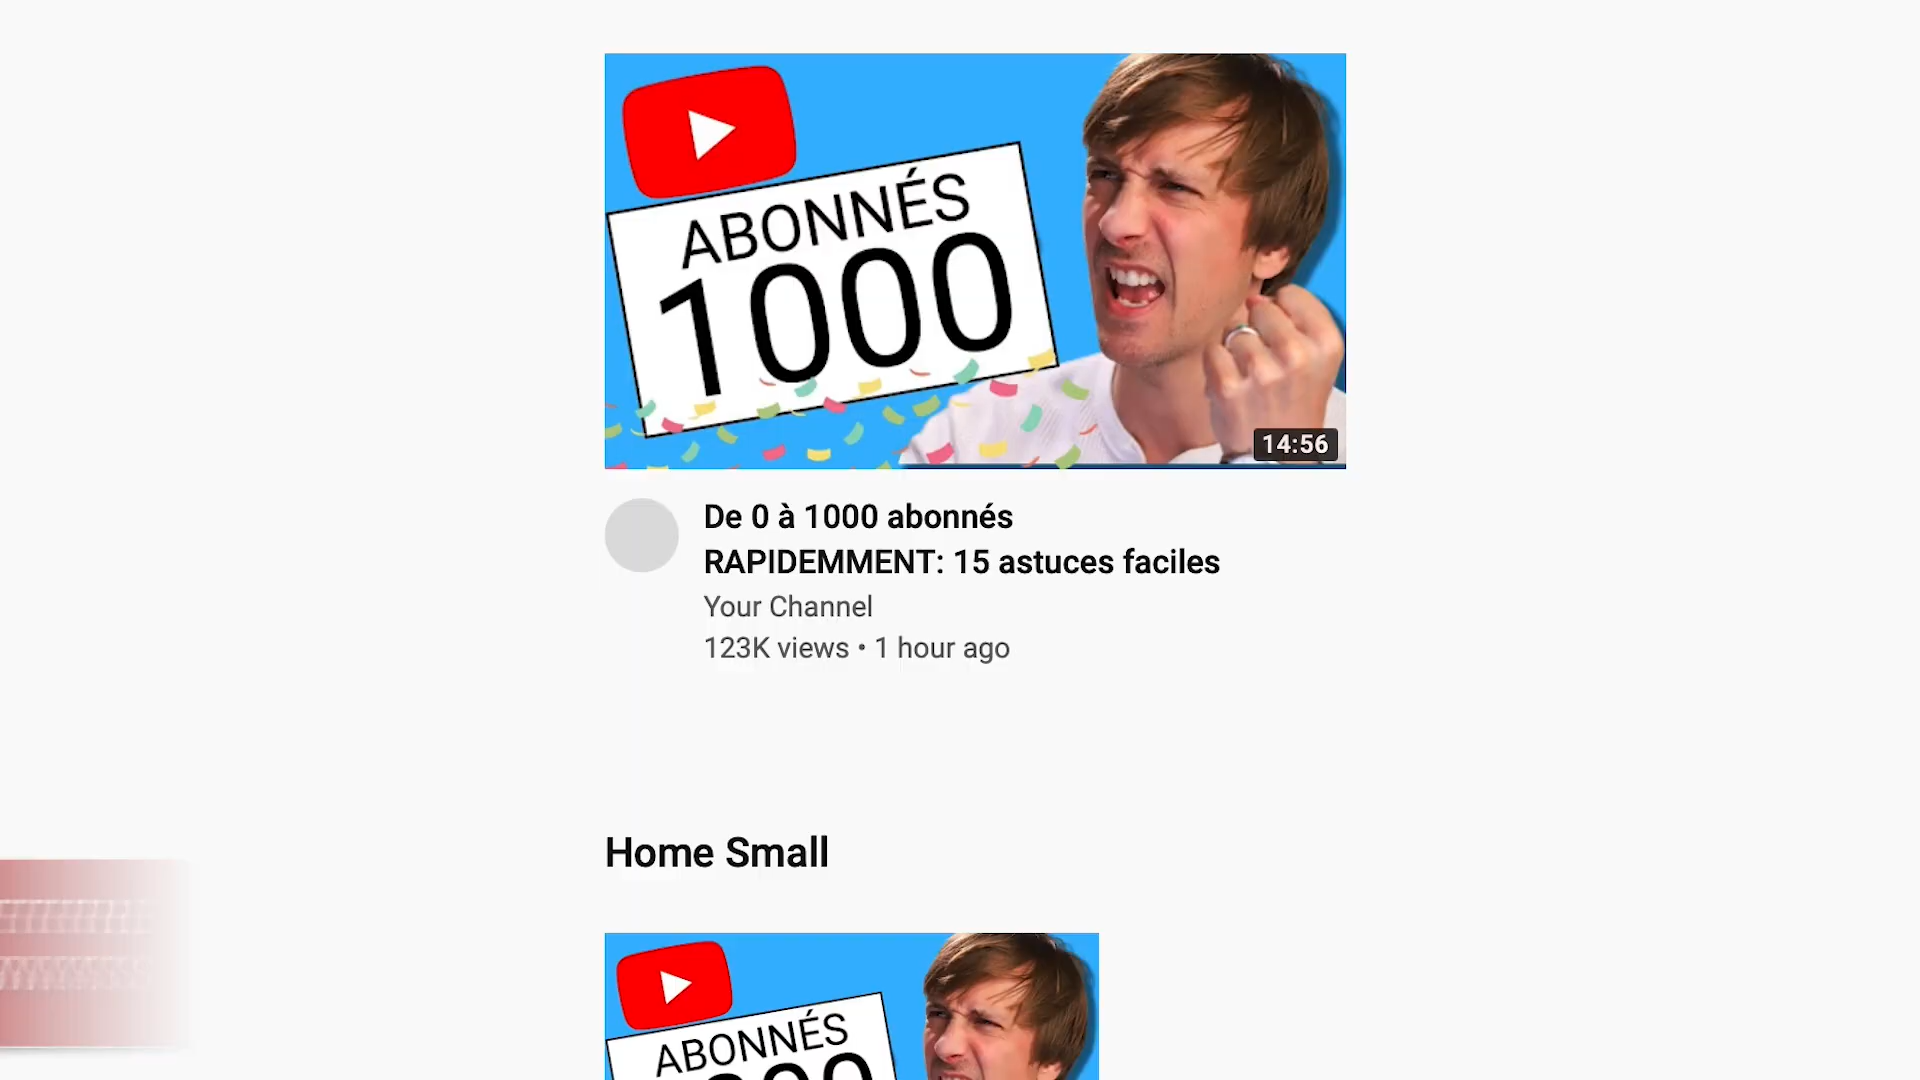 ABONNÉS
1000
14:56
De 0 à 1000 abonnés
RAPIDEMMENT: 15 astuces faciles
Your Channel
123K views • 1 hour ago
Home Small
ABONNÉS